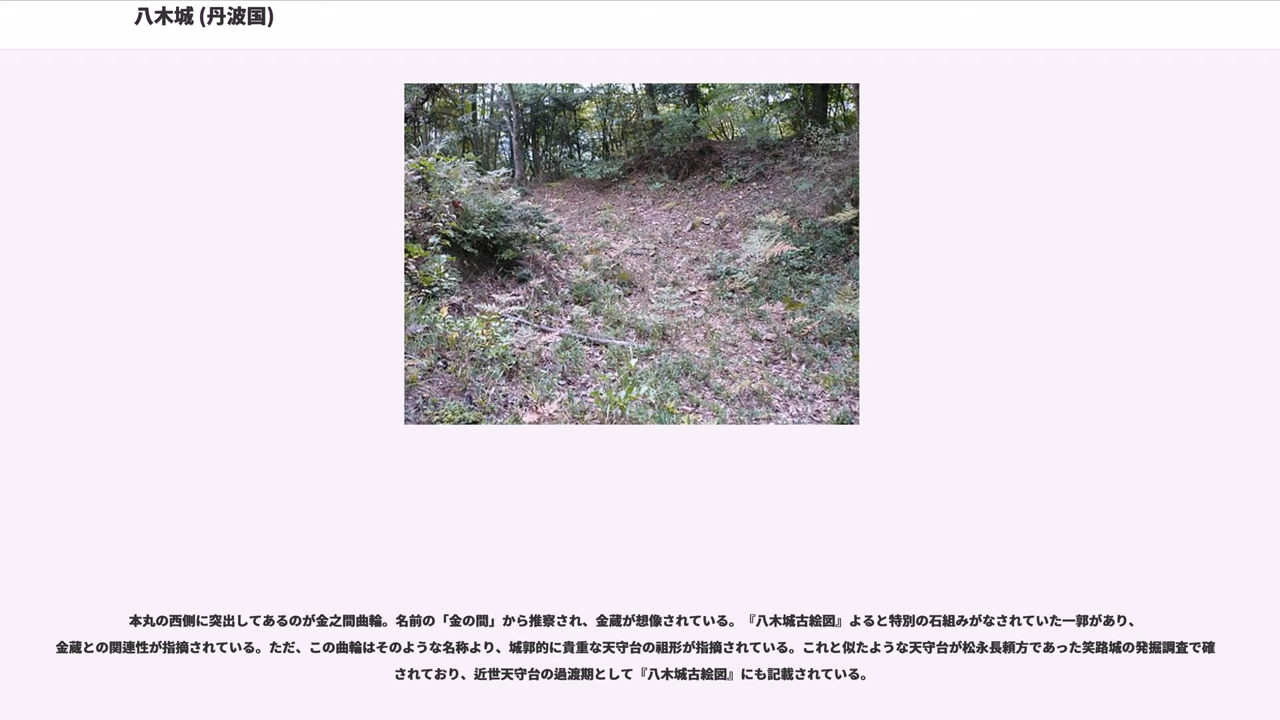 八木城 (丹波国)
本丸の西側に突出してあるのが金之間曲輪。名前の「金の間」から推察され、金蔵が想像されている。『八木城古絵図』よると特別の石組みがなされていた一郭があり、
金蔵との関連性が指摘されている。ただ、この曲輪はそのような名称より、城郭的に貴重な天守台の祖形が指摘されている。これと似たような天守台が松永長頼方であった笑路城の発掘調査で確
されており、近世天守台の過渡期として『八木城古絵図』にも記載されている。